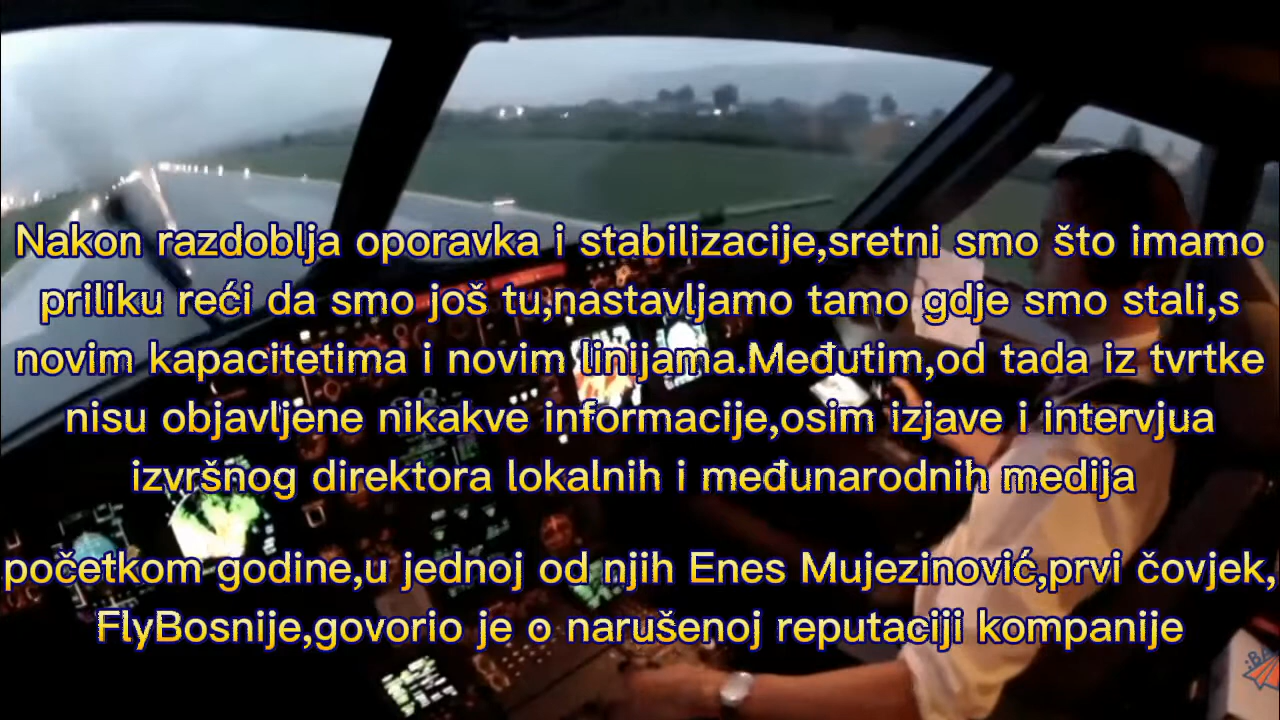 Nakon razdoblja oporavka i stabilizacije,sretni smo što imamo
priliku reći da smo još tu,nastavljamo tamo gdje smo stali,s
novim kapacitetima i novim linijama.Međutim,od tada iz tvrtke
nisu objavljene nikakve informacije,osim izjave i intervjua
izvršnog direktora lokalnih i međunarodnih medija
početkom godine,u jednoj od njih Enes Mujezinović,prvi čovjek,
FlyBosnije,govorio je o narušenoj reputaciji kompanije